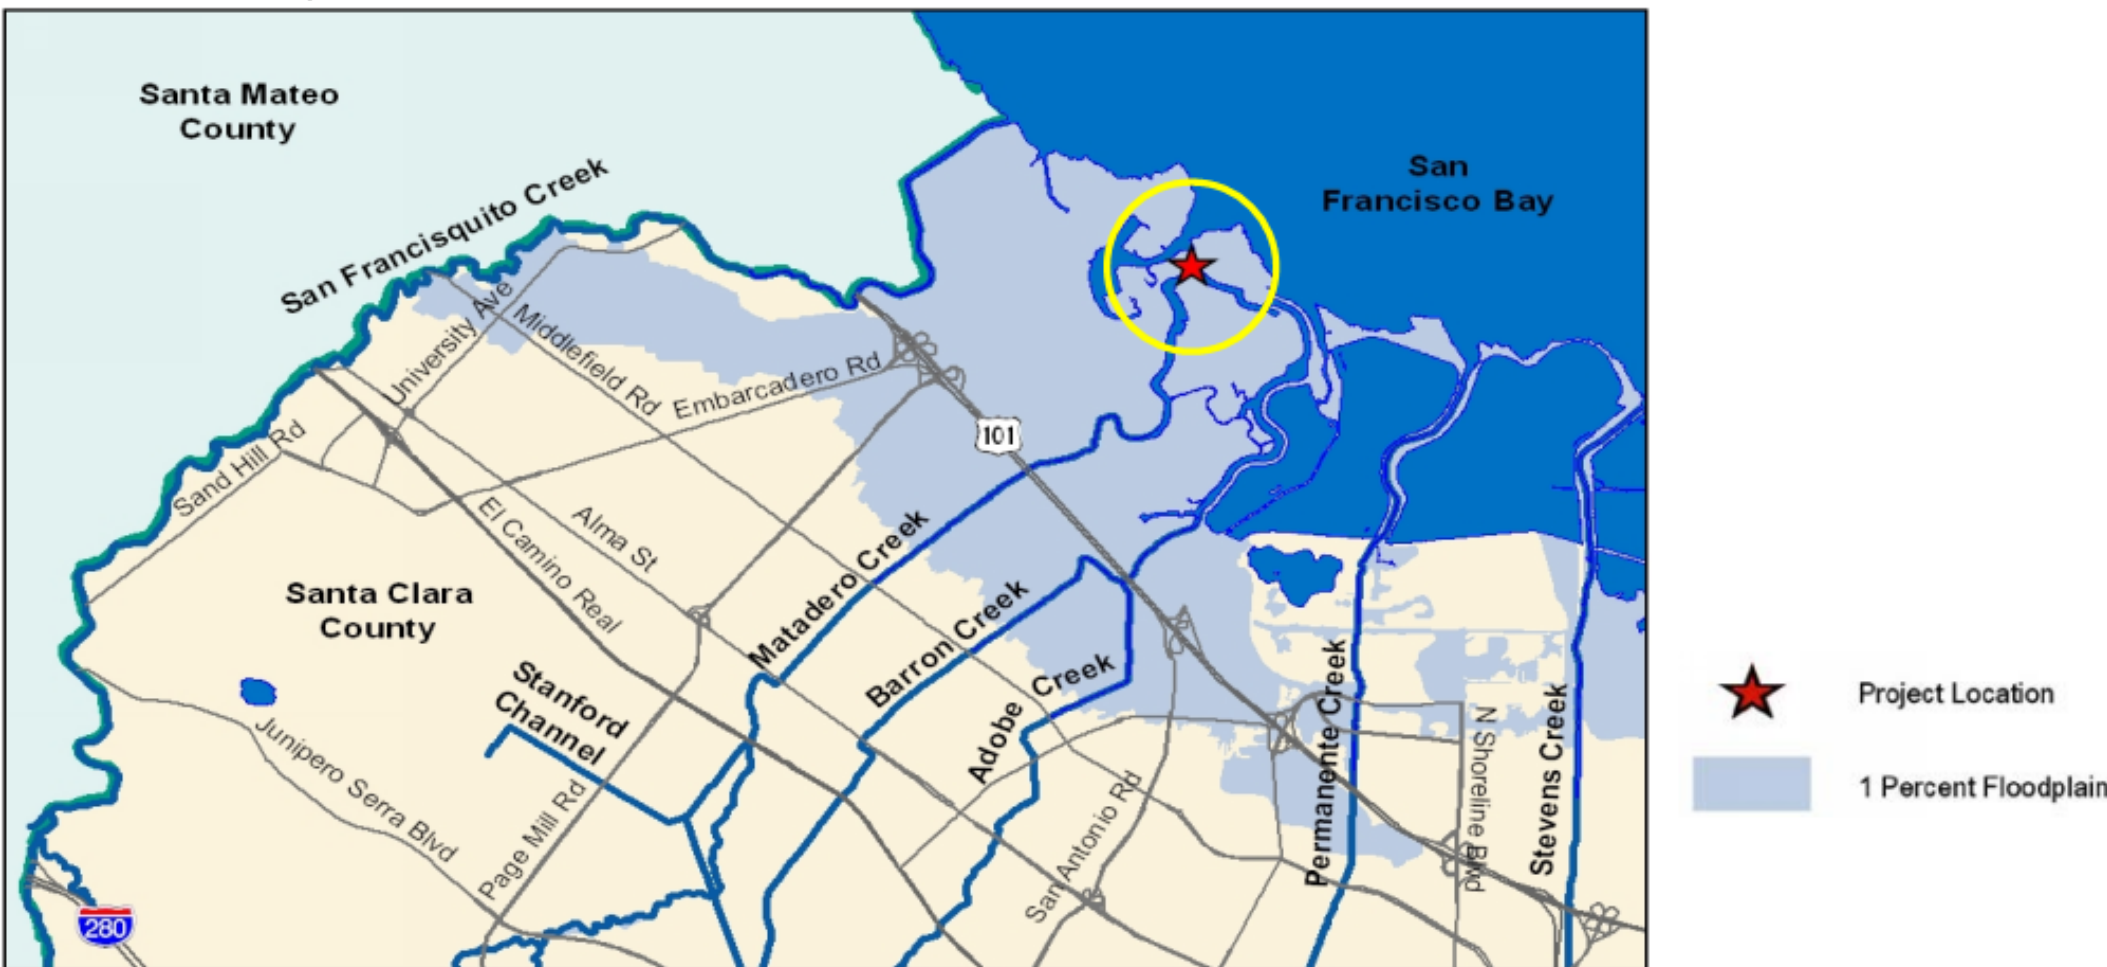 Santa Mateo
County
San Francisquito Creek
San
Francisco Bay
University Ave
Middlefield Rd
Embarcadero Rd
101
Sand Hill Rd
El Camino Real
Alma St
Matadero Creek
Barron Creek
Adobe Creek
Santa Clara
County
Stanford
Channel
Junipero Serra Blvd
Page Mill Rd
San Antonio Rd
Permanente Creek
N Shoreline Blvd
Stevens Creek
280
Project Location
1 Percent Floodplain